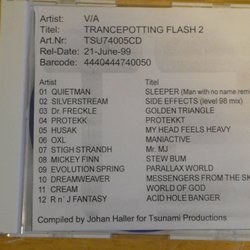 Artist: V/A
Titel: TRANCEPOTTING FLASH 2
Art.Nr: TSU74005CD
Rel-Date: 21-June-99
Barcode: 4440444740050
Artist Titel
01 QUIETMAN SLEEPER (Man with no name remix
02 SILVERSTREAM SIDE EFFECTS (level 98 mix)
03 Dr. FRECKLE GOLDEN THRONE
04 PROTEKK PROTEKKT
05 HUSAK MY HEAD FEELS HEAVY
06 OXL MANIACTIVE
07 STIGH STRANDH Mr. MJ
08 MICKEY FINN STEW BUM
09 EVOLUTION SPRING PARALLAX WORLD
10 DREAMWEAVER MESSENGERS FROM THE SK
11 CREAM WORLD OF GOD
12 R n' J FANTASY ACID HOLE BANGER
Compiled by Johan Haller for Tsunami Productions